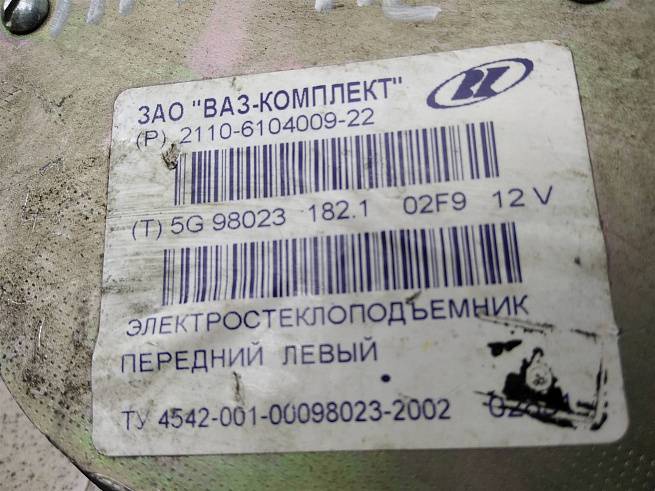 ЗАО "ВАЗ-КОМПЛЕКТ"
(P) 2110-6104009-22
(T) 5G 98023 182.1 02F9 12 V
ЭЛЕКТРОСТЕКЛОПОДЪЕМНИК
ПЕРЕДНИЙ ЛЕВЫЙ
ТУ 4542-001-00098023-2002